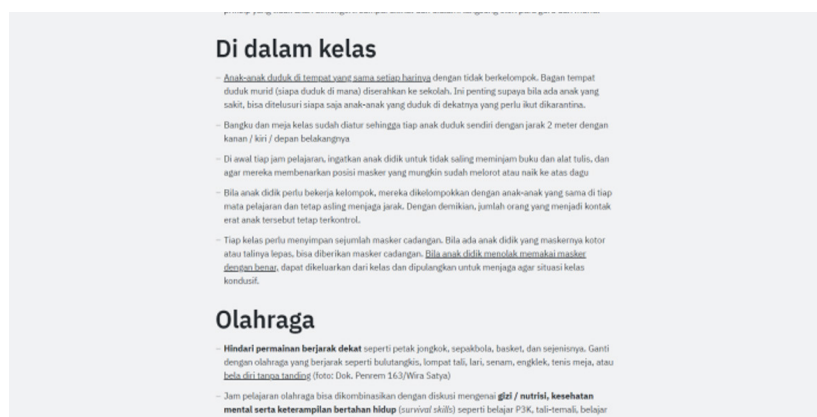 Di dalam kelas
– Anak-anak duduk di tempat yang sama setiap harinya dengan tidak berkelompok. Bagan tempat
duduk murid (siapa duduk di mana) diserahkan ke sekolah. Ini penting supaya bila ada anak yang
sakit, bisa ditelusuri siapa saja anak-anak yang duduk di dekatnya yang perlu ikut dikarantina.
– Bangku dan meja kelas sudah diatur sehingga tiap anak duduk sendiri dengan jarak 2 meter dengan
kanan / kiri / depan belakangnya
– Di awal tiap jam pelajaran, ingatkan anak didik untuk tidak saling meminjam buku dan alat tulis, dan
agar mereka membenarkan posisi masker yang mungkin sudah melorot atau naik ke atas dagu
– Bila anak didik perlu bekerja kelompok, mereka dikelompokkan dengan anak-anak yang sama di tiap
mata pelajaran dan tetap asling menjaga jarak. Dengan demikian, jumlah orang yang menjadi kontak
erat anak tersebut tetap terkontrol.
– Tiap kelas perlu menyimpan sejumlah masker cadangan. Bila ada anak didik yang maskernya kotor
atau talinya lepas, bisa diberikan masker cadangan. Bila anak didik menolak memakai masker
dengan benar, dapat dikeluarkan dari kelas dan dipulangkan untuk menjaga agar situasi kelas
kondusif.
Olahraga
– Hindari permainan berjarak dekat seperti petak jongkok, sepakbola, basket, dan sejenisnya. Ganti
dengan olahraga yang berjarak seperti bulutangkis, lompat tali, lari, senam, engklek, tenis meja, atau
bela diri tanpa tanding (foto: Dok. Penrem 163/Wira Satya)
– Jam pelajaran olahraga bisa dikombinasikan dengan diskusi mengenai gizi / nutrisi, kesehatan
mental serta keterampilan bertahan hidup (survival skills) seperti belajar P3K, tali-temali, belajar